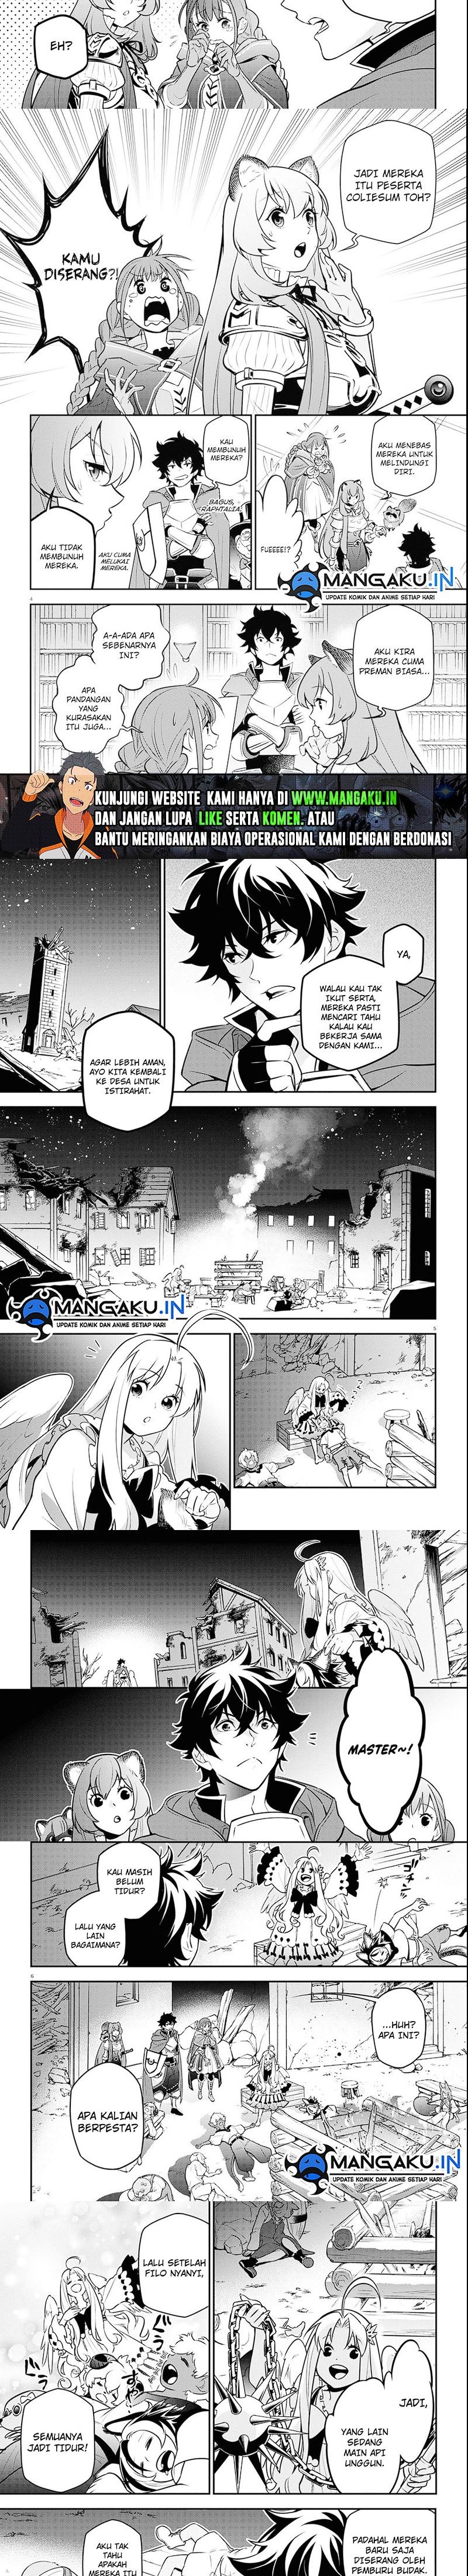 EH?
JADI MEREKA
ITU PESERTA
COLIESUM TOH?
KAMU
DISERANG?!
AKU MENEBAS
MEREKA UNTUK
MELINDUNGI
DIRI.
FUEEEE!?
KAU
MEMBUNUH
MEREKA?
BAGUS,
RAPHTALIA.
AKU TIDAK
MEMBUNUH
MEREKA.
AKU CUMA
MELUKAI
MEREKA.
MANGAKU.IN
UPDATE KOMIK DAN ANIME SETIAP HARI
4
A-A-ADA APA
SEBENARNYA
INI?
AKU KIRA
MEREKA CUMA
PREMAN BIASA...
APA
PANDANGAN
YANG
KURASAKAN
ITU JUGA...
KUNJUNGI WEBSITE KAMI HANYA DI WWW.MANGAKU.IN
DAN JANGAN LUPA LIKE SERTA KOMEN. ATAU
BANTU MERINGANKAN BIAYA OPERASIONAL KAMI DENGAN BERDONASI
YA,
WALAU KAU TAK
IKUT SERTA,
MEREKA PASTI
MENCARI TAHU
KALAU KAU
BEKERJA SAMA
DENGAN KAMI...
AGAR LEBIH AMAN,
AYO KITA KEMBALI
KE DESA UNTUK
ISTIRAHAT.
MANGAKU.IN
UPDATE KOMIK DAN ANIME SETIAP HARI
5
MASTER~!
KAU MASIH
BELUM
TIDUR?
LALU YANG
LAIN
BAGAIMANA?
6
...HUH?
APA INI?
APA KALIAN
BERPESTA?
MANGAKU.IN
UPDATE KOMIK DAN ANIME SETIAP HARI
JADI,
YANG LAIN
SEDANG
MAIN API
UNGGUN.
LALU SETELAH
FILO NYANYI,
SEMUANYA
JADI TIDUR!
PADAHAL MEREKA
BARU SAJA
DISERANG OLEH
PEMBURU BUDAK.
AKU TAK
TAHU
APAKAH
MEREKA ITU